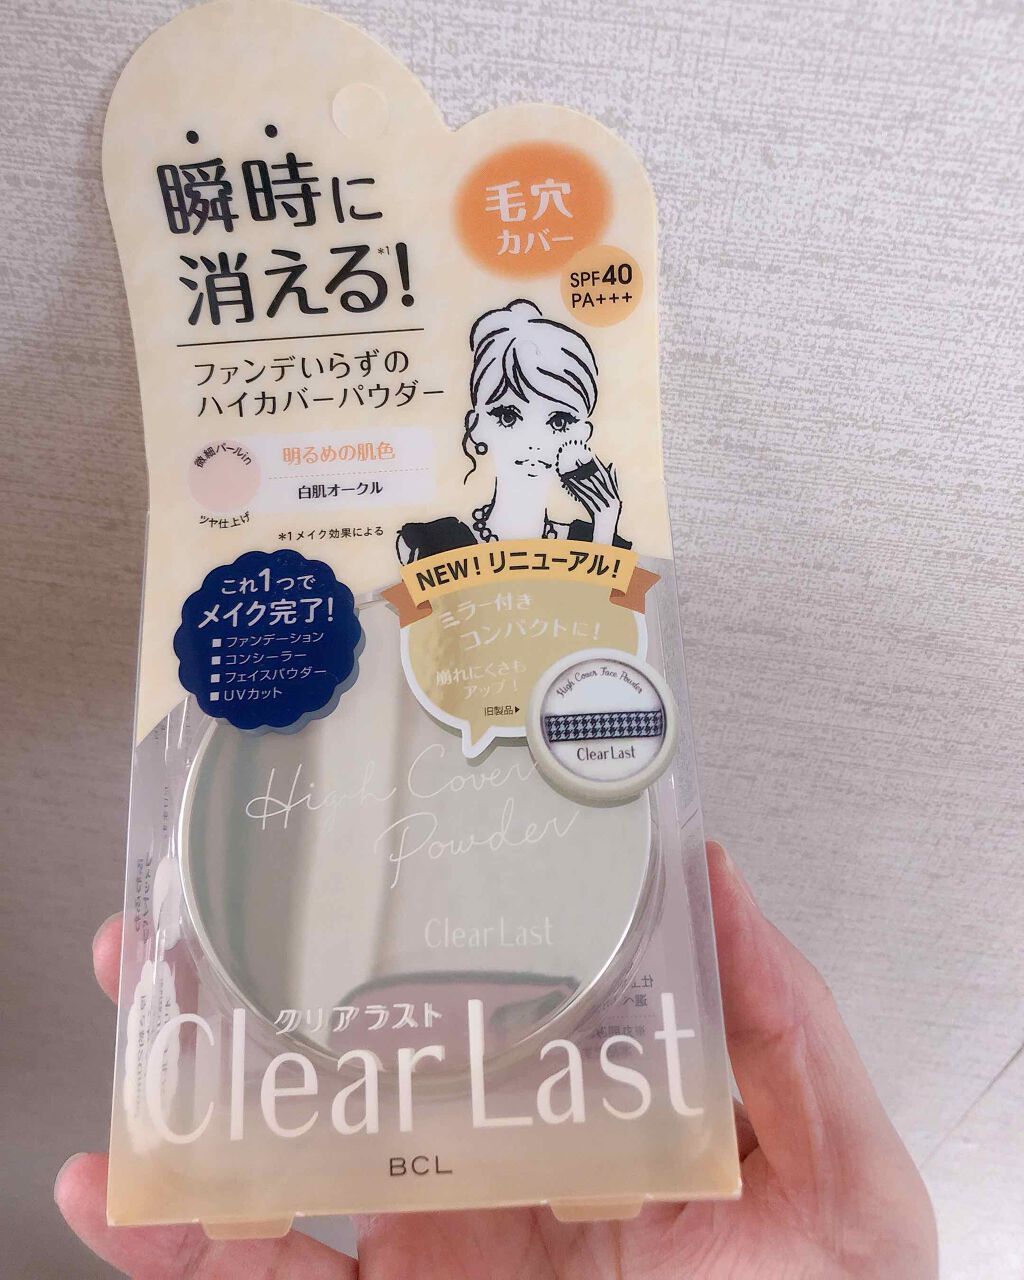 瞬時に
消える!*1
ファンデいらずの
ハイカバーパウダー
毛穴
カバー
SPF40
PA+++
微細パールin
ツヤ仕上げ
明るめの肌色
白肌オークル
*1メイク効果による
これ1つで
メイク完了!
■ファンデーション
■コンシーラー
■フェイスパウダー
■UVカット
NEW!リニューアル!
ミラー付き
コンパクトに!
崩れにくさも
アップ!
旧製品▶
High Cover Face Powder
ClearLast
High Cover
Powder
ClearLast
クリアラスト
ClearLast
BCL